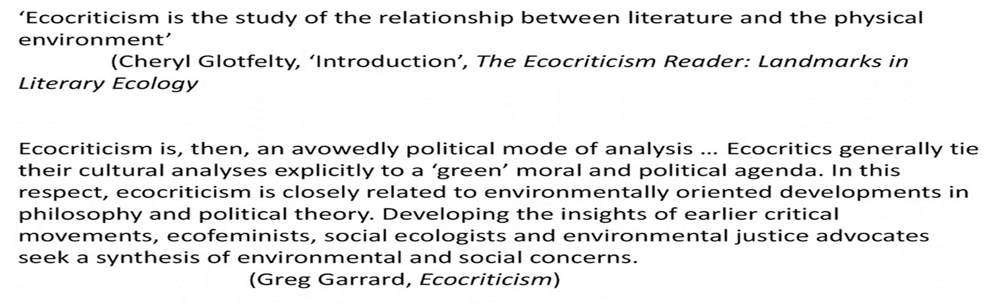 ‘Ecocriticism is the study of the relationship between literature and the physical
environment’
(Cheryl Glotfelty, ‘Introduction’, The Ecocriticism Reader: Landmarks in
Literary Ecology
Ecocriticism is, then, an avowedly political mode of analysis ... Ecocritics generally tie
their cultural analyses explicitly to a ‘green’ moral and political agenda. In this
respect, ecocriticism is closely related to environmentally oriented developments in
philosophy and political theory. Developing the insights of earlier critical
movements, ecofeminists, social ecologists and environmental justice advocates
seek a synthesis of environmental and social concerns.
(Greg Garrard, Ecocriticism)